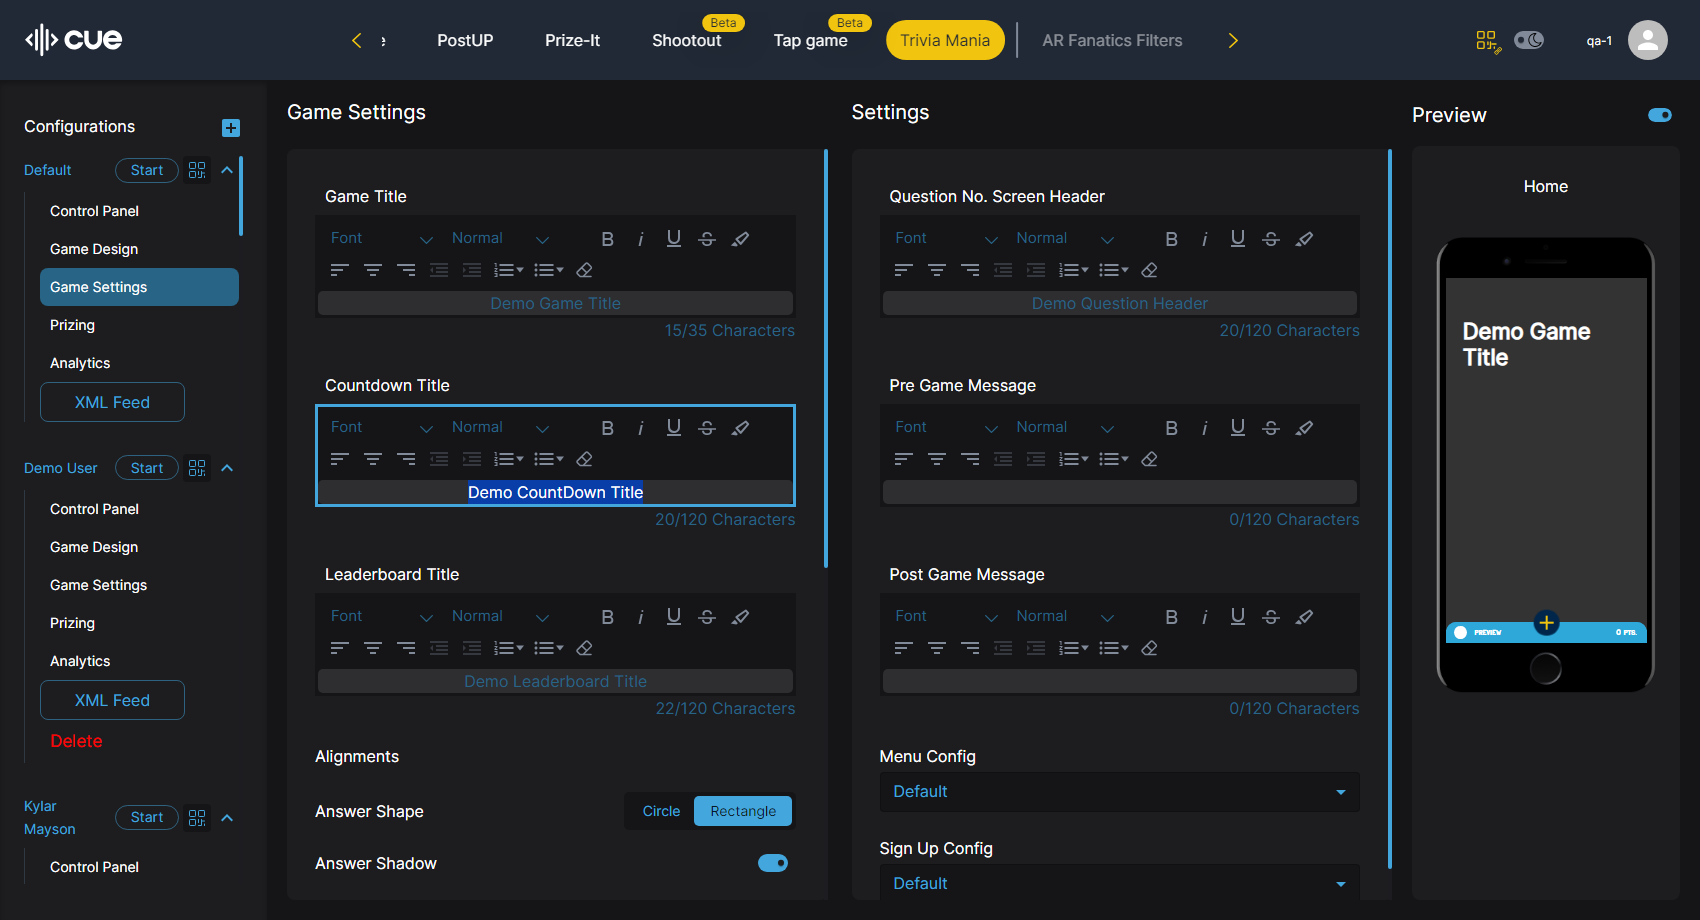 cue
e
PostUP
Prize-It
Shootout
Beta
Tap game
Beta
Trivia Mania
AR Fanatics Filters
qa-1
Configurations
Default
Start
Control Panel
Game Design
Game Settings
Prizing
Analytics
XML Feed
Demo User
Start
Control Panel
Game Design
Game Settings
Prizing
Analytics
XML Feed
Delete
Kylar
Mayson
Start
Control Panel
Game Settings
Game Title
Font Normal B i U S
Demo Game Title
15/35 Characters
Countdown Title
Font Normal B i U S
Demo CountDown Title
20/120 Characters
Leaderboard Title
Font Normal B i U S
Demo Leaderboard Title
22/120 Characters
Alignments
Answer Shape
Circle Rectangle
Answer Shadow
Settings
Question No. Screen Header
Font Normal B i U S
Demo Question Header
20/120 Characters
Pre Game Message
Font Normal B i U S
0/120 Characters
Post Game Message
Font Normal B i U S
0/120 Characters
Menu Config
Default
Sign Up Config
Default
Preview
Home
Demo Game
Title
PREVIEW
0 PTS.